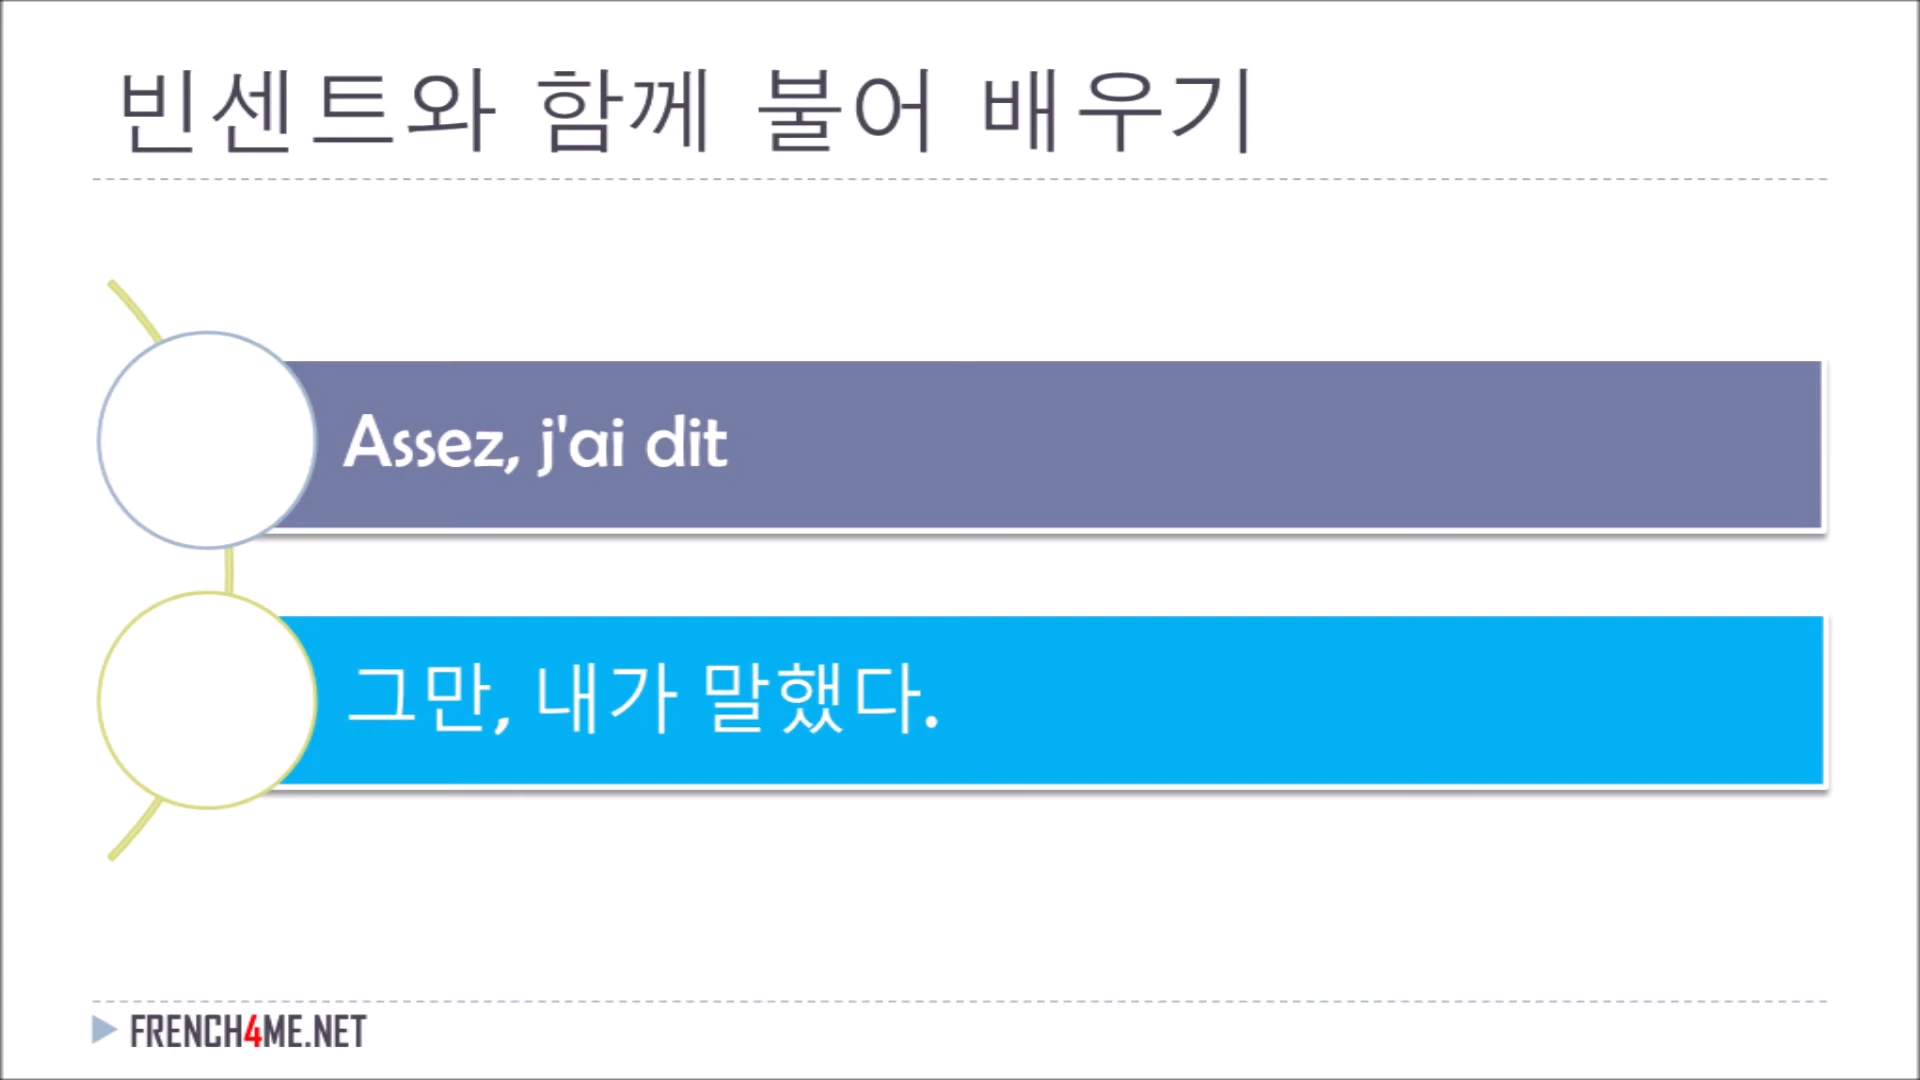 빈센트와 함께 불어 배우기
Assez, j'ai dit
그만, 내가 말했다.
FRENCH4ME.NET